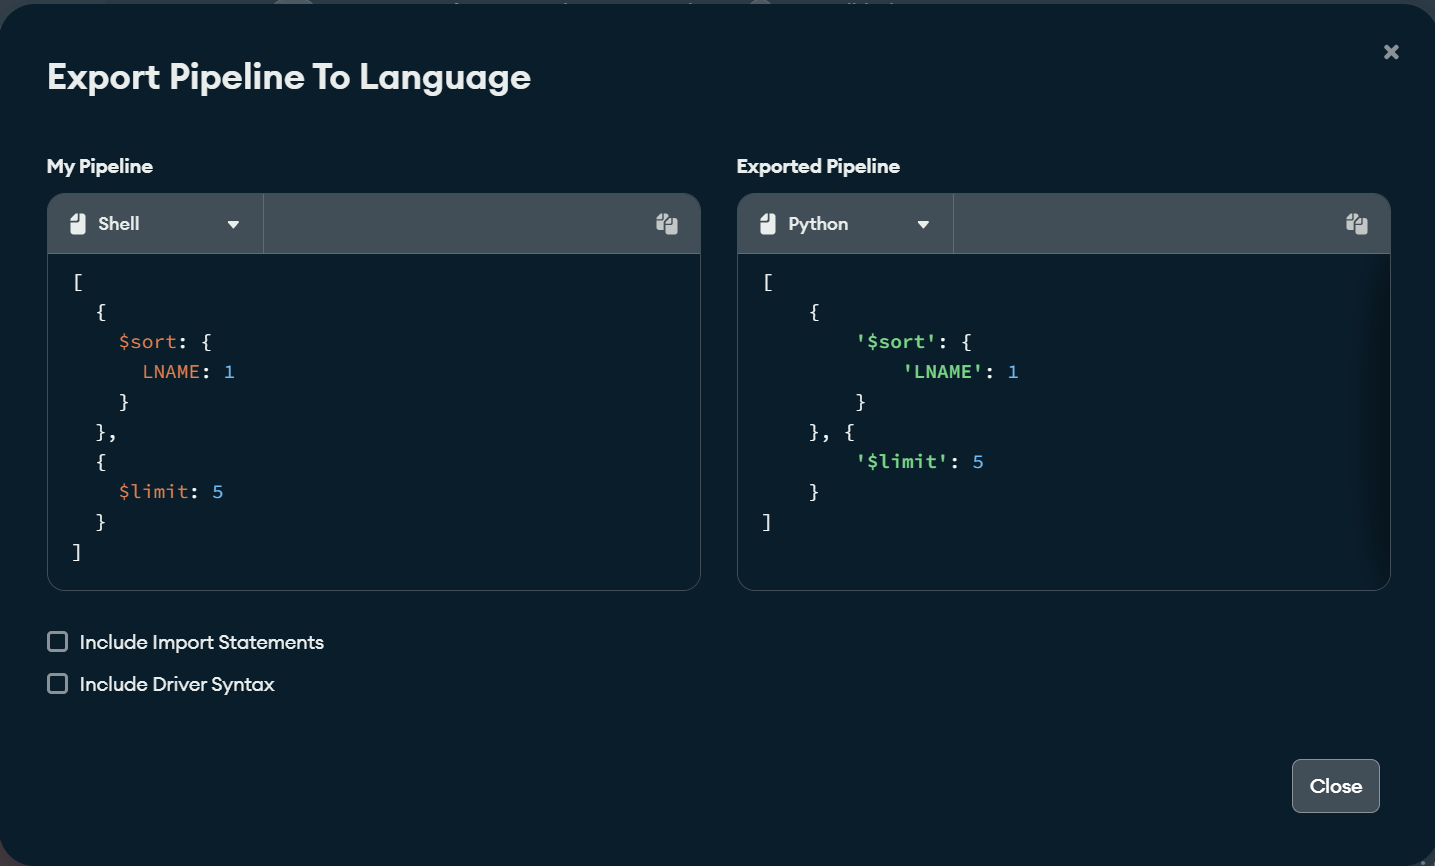 Export Pipeline To Language
My Pipeline
Shell
[
  {
    $sort: {
      LNAME: 1
    }
  },
  {
    $limit: 5
  }
]
Exported Pipeline
Python
[
    {
        '$sort': {
            'LNAME': 1
        }
    }, {
        '$limit': 5
    }
]
Include Import Statements
Include Driver Syntax
Close